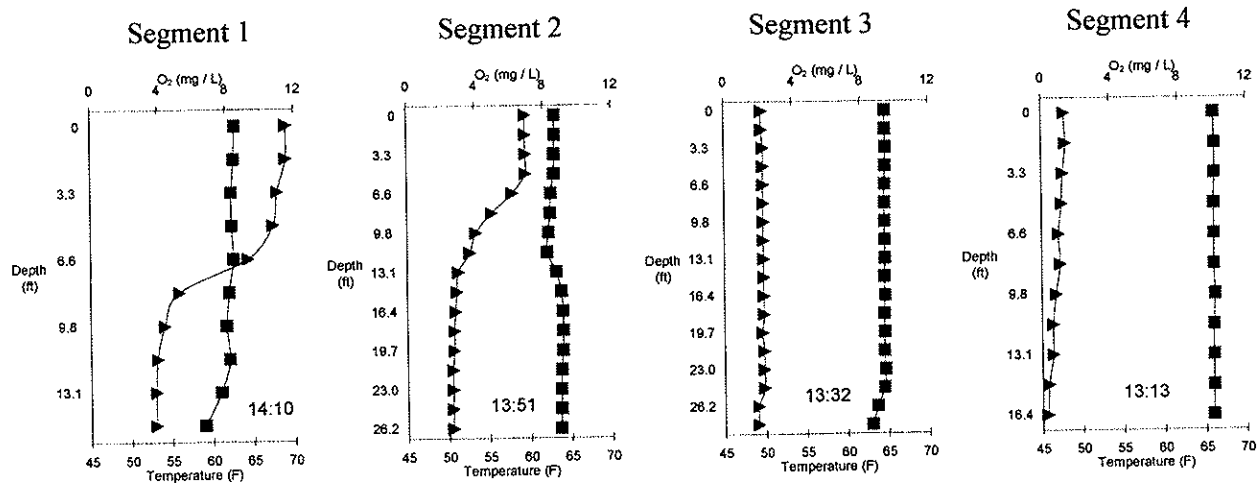 Segment 1
O₂ (mg / L)
0 4 8 12
0
3.3
6.6
Depth
(ft)
9.8
13.1
14:10
45 50 55 60 65 70
Temperature (F)
Segment 2
O₂ (mg / L)
0 4 8 12
0
3.3
6.6
9.8
Depth
(ft)
13.1
16.4
19.7
23.0
26.2
13:51
45 50 55 60 65 70
Temperature (F)
Segment 3
O₂ (mg / L)
0 4 8 12
0
3.3
6.6
9.8
Depth
(ft)
13.1
16.4
19.7
23.0
26.2
13:32
45 50 55 60 65 70
Temperature (F)
Segment 4
O₂ (mg / L)
0 4 8 12
0
3.3
6.6
Depth
(ft)
9.8
13.1
16.4
13:13
45 50 55 60 65 70
Temperature (F)